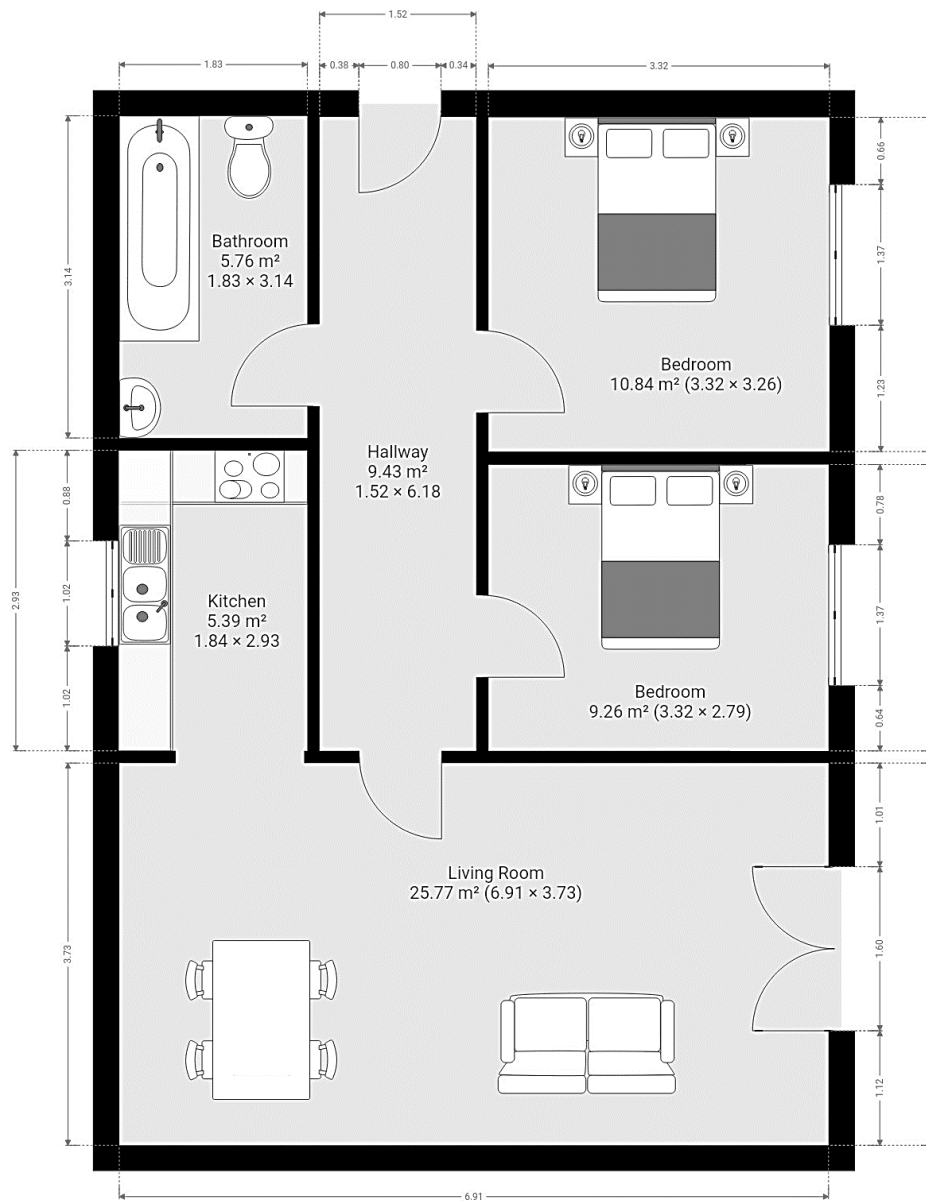 1.52
1.83
0.38
0.80
0.34
3.32
Bathroom
5.76 m²
1.83 × 3.14
3.14
0.66
1.37
1.23
Bedroom
10.84 m² (3.32 × 3.26)
Hallway
9.43 m²
1.52 × 6.18
2.93
0.88
1.02
1.02
Kitchen
5.39 m²
1.84 × 2.93
0.78
1.37
0.64
Bedroom
9.26 m² (3.32 × 2.79)
Living Room
25.77 m² (6.91 × 3.73)
3.73
1.01
1.60
1.12
6.91